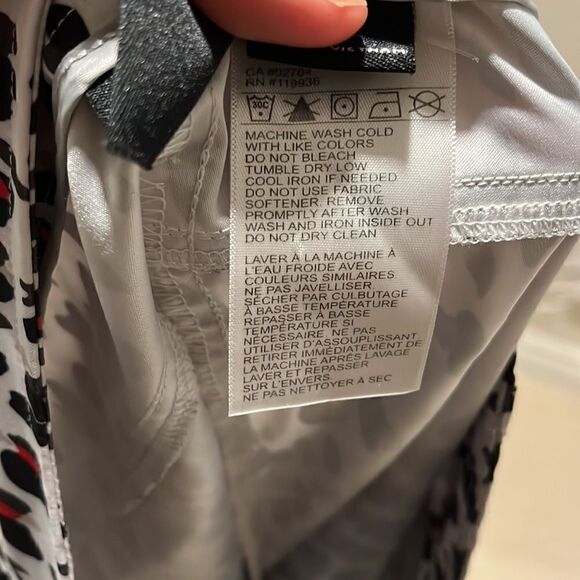 CA #02704
RN #119936
30C
MACHINE WASH COLD
WITH LIKE COLORS
DO NOT BLEACH
TUMBLE DRY LOW
COOL IRON IF NEEDED
DO NOT USE FABRIC
SOFTENER. REMOVE
PROMPTLY AFTER WASH
WASH AND IRON INSIDE OUT
DO NOT DRY CLEAN
LAVER À LA MACHINE À
L'EAU FROIDE AVEC
COULEURS SIMILAIRES
NE PAS JAVELLISER.
SÉCHER PAR CULBUTAGE
À BASSE TEMPÉRATURE
REPASSER À BASSE
TEMPÉRATURE SI
NÉCESSAIRE. NE PAS
UTILISER D'ASSOUPLISSANT
RETIRER IMMÉDIATEMENT DE
LA MACHINE APRÈS LAVAGE
LAVER ET REPASSER
SUR L'ENVERS.
NE PAS NETTOYER À SEC